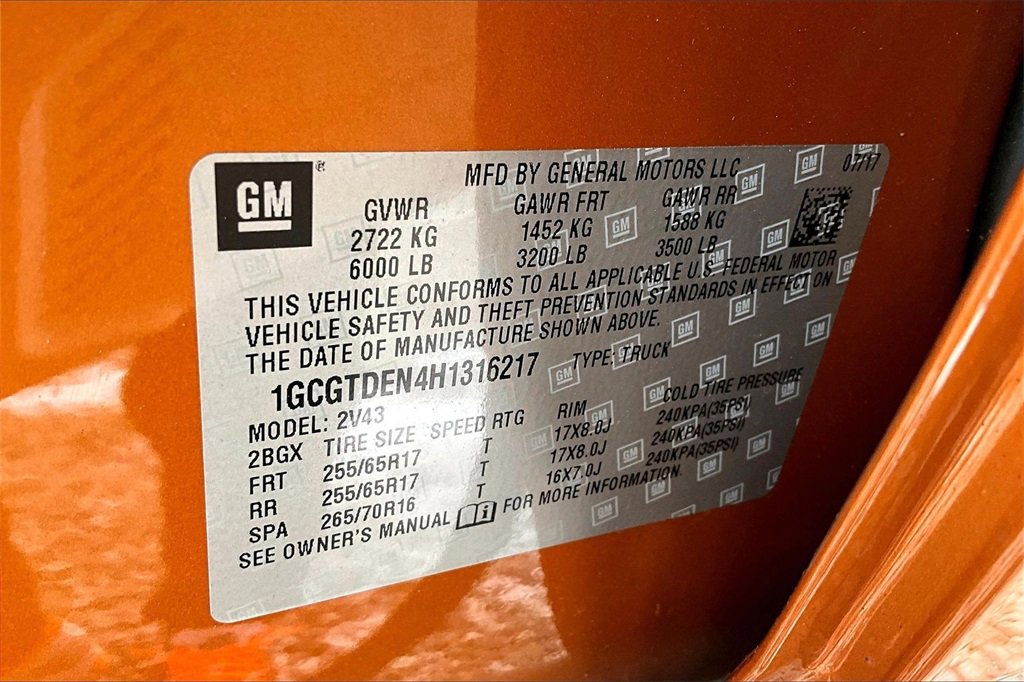 GM ®
MFD BY GENERAL MOTORS LLC 07/17
GVWR GAWR FRT GAWR RR
2722 KG 1452 KG 1588 KG
6000 LB 3200 LB 3500 LB
THIS VEHICLE CONFORMS TO ALL APPLICABLE U.S. FEDERAL MOTOR
VEHICLE SAFETY AND THEFT PREVENTION STANDARDS IN EFFECT ON
THE DATE OF MANUFACTURE SHOWN ABOVE.
1GCGTDEN4H1316217 TYPE: TRUCK
MODEL: 2V43
2BGX TIRE SIZE SPEED RTG RIM COLD TIRE PRESSURE
FRT 255/65R17 T 17X8.0J 240KPA(35PSI)
RR 255/65R17 T 17X8.0J 240KPA(35PSI)
SPA 265/70R16 T 16X7.0J 240KPA(35PSI)
SEE OWNER'S MANUAL i FOR MORE INFORMATION.